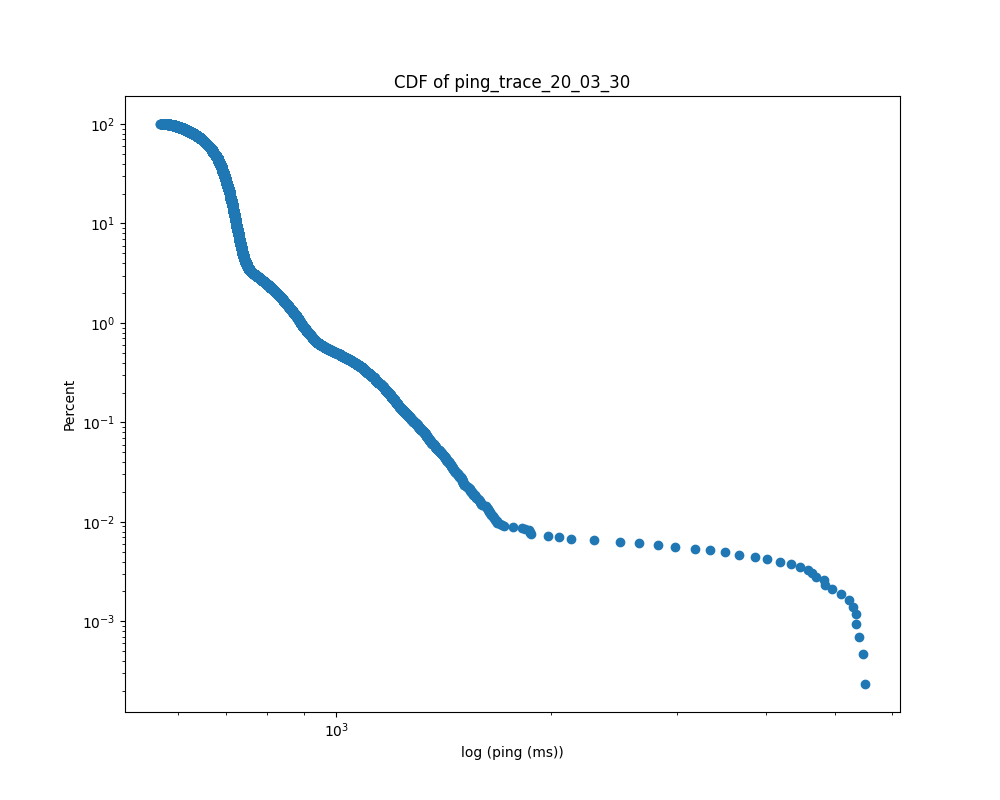 CDF of ping_trace_20_03_30
10²
10¹
10⁰
10⁻¹
10⁻²
10⁻³
Percent
10³
log (ping (ms))